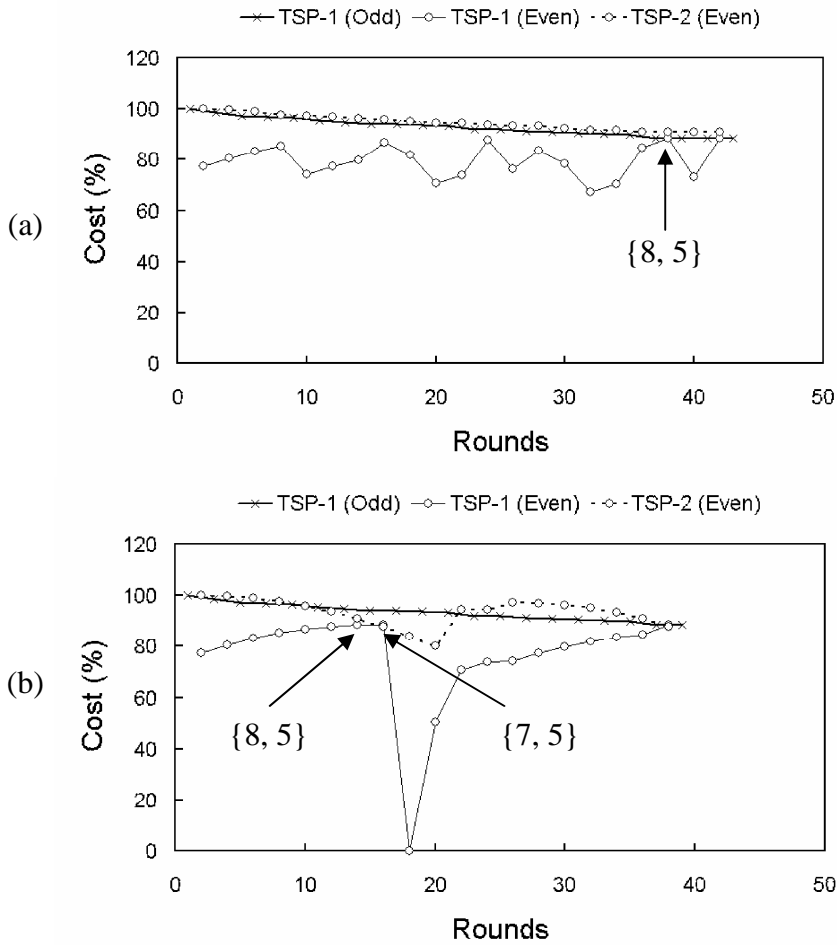 TSP-1 (Odd) TSP-1 (Even) TSP-2 (Even)
120
100
80
60
40
20
0
Cost (%)
(a)
{8, 5}
0 10 20 30 40 50
Rounds
TSP-1 (Odd) TSP-1 (Even) TSP-2 (Even)
120
100
80
60
40
20
0
Cost (%)
(b)
{8, 5} {7, 5}
0 10 20 30 40 50
Rounds